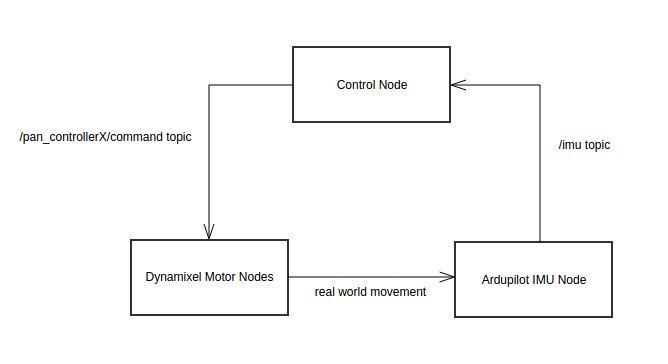 Control Node
/pan_controllerX/command topic
/imu topic
Dynamixel Motor Nodes
real world movement
Ardupilot IMU Node